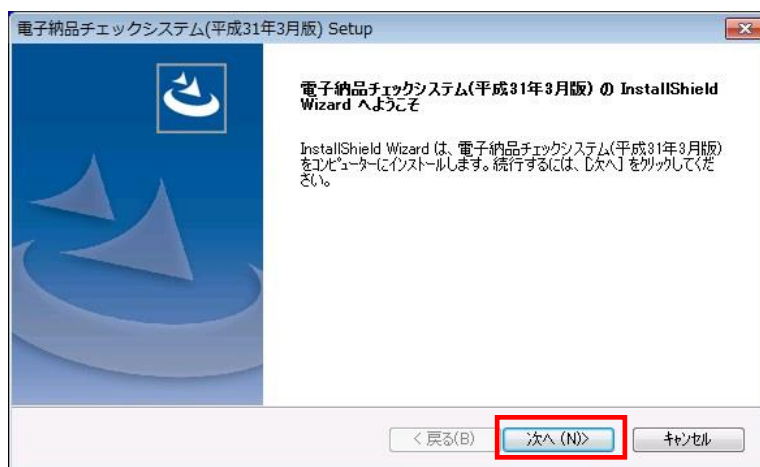 電子納品チェックシステム(平成31年3月版) Setup
電子納品チェックシステム(平成31年3月版) の InstallShield
Wizard へようこそ
InstallShield Wizard は、電子納品チェックシステム(平成31年3月版)
をコンピューターにインストールします。続行するには、[次へ] をクリックしてくだ
さい。
< 戻る(B)
次へ (N)>
キャンセル